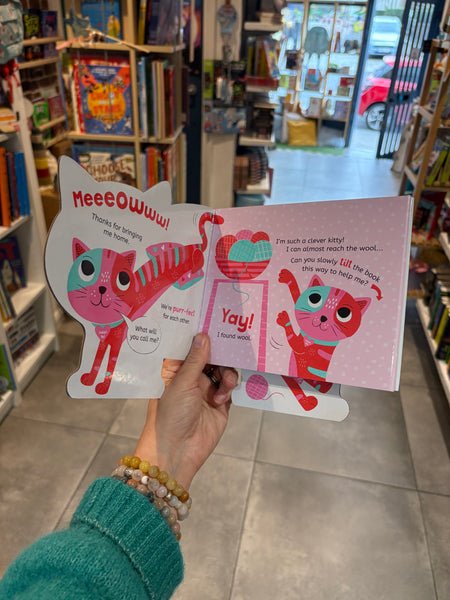 MeeeOwww!
Thanks for bringing
me home.
We're purr-fect
for each other.
What will
you call me?
Yay!
I found wool.
I'm such a clever kitty!
I can almost reach the wool...
Can you slowly tilt the book
this way to help me?